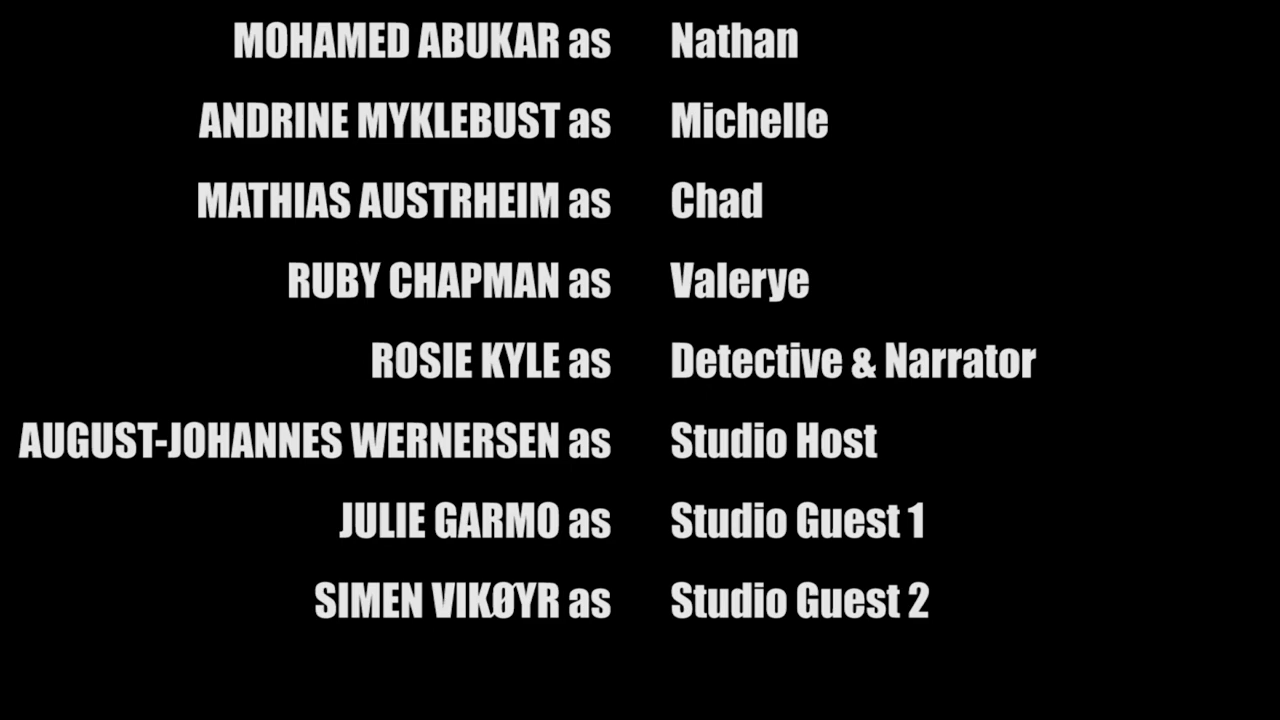 MOHAMED ABUKAR as Nathan
ANDRINE MYKLEBUST as Michelle
MATHIAS AUSTRHEIM as Chad
RUBY CHAPMAN as Valerye
ROSIE KYLE as Detective & Narrator
AUGUST-JOHANNES WERNERSEN as Studio Host
JULIE GARMO as Studio Guest 1
SIMEN VIKØYR as Studio Guest 2